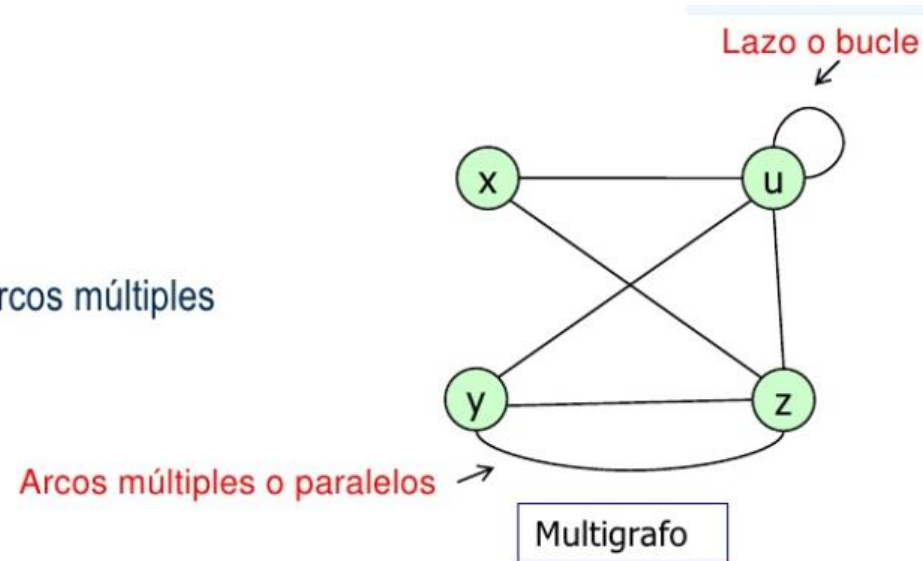 Lazo o bucle
x
u
rcos múltiples
y
z
Arcos múltiples o paralelos
Multigrafo